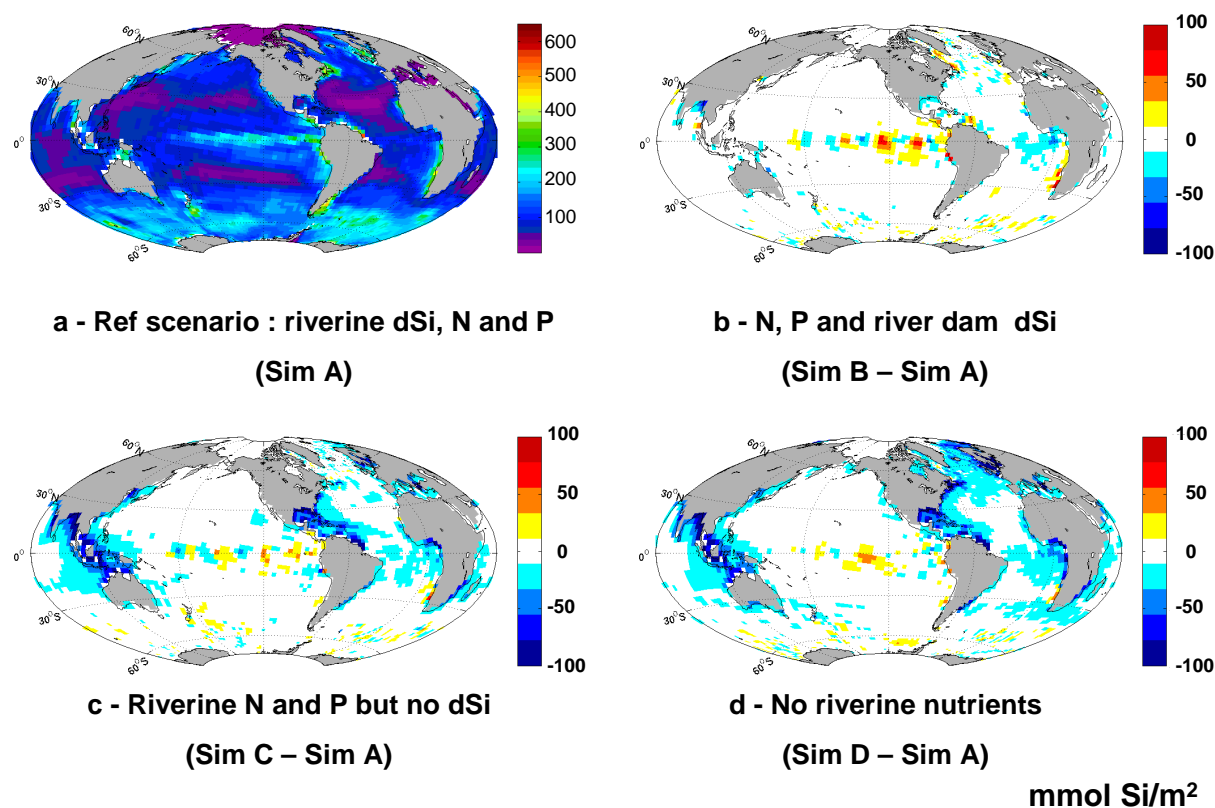 60°N
30°N
0°
30°S
60°S
600
500
400
300
200
100
60°N
30°N
0°
30°S
60°S
100
50
0
-50
-100
a - Ref scenario : riverine dSi, N and P
(Sim A)
b - N, P and river dam dSi
(Sim B – Sim A)
60°N
30°N
0°
30°S
60°S
100
50
0
-50
-100
60°N
30°N
0°
30°S
60°S
100
50
0
-50
-100
c - Riverine N and P but no dSi
(Sim C – Sim A)
d - No riverine nutrients
(Sim D – Sim A)
mmol Si/m²